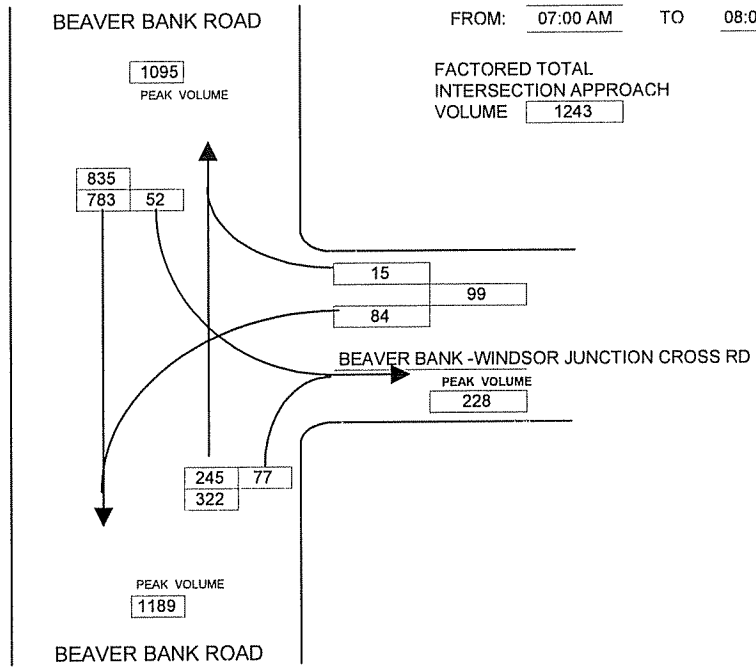 BEAVER BANK ROAD
FROM: 07:00 AM TO
1095
PEAK VOLUME
FACTORED TOTAL
INTERSECTION APPROACH
VOLUME 1243
835
783 52
15
99
84
BEAVER BANK -WINDSOR JUNCTION CROSS RD
PEAK VOLUME
228
245 77
322
PEAK VOLUME
1189
BEAVER BANK ROAD